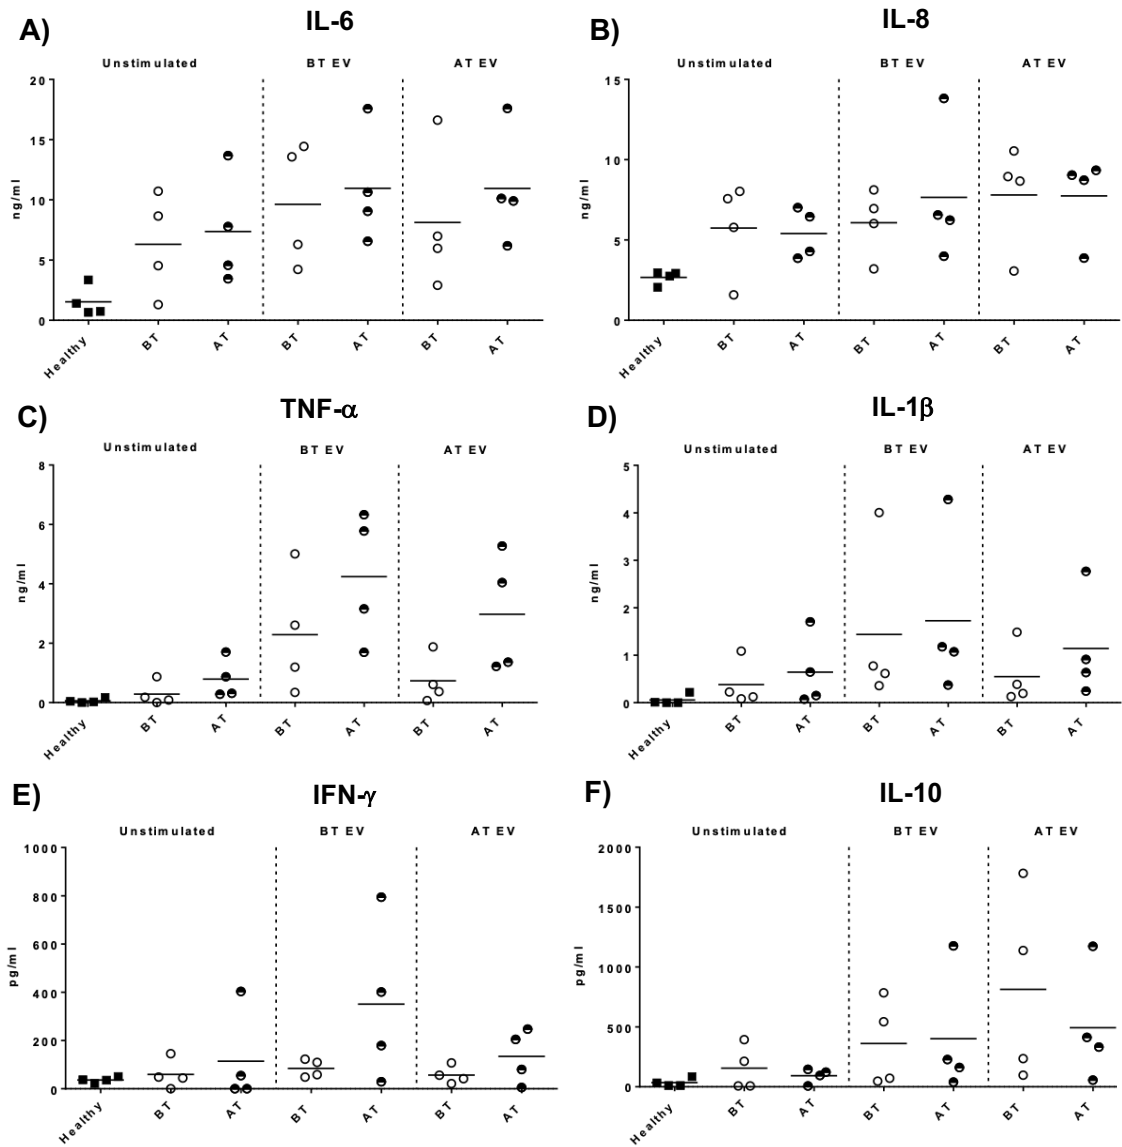 A) IL-6
Unstimulated BT EV AT EV
20
15
10
5
0
ng/ml
Healthy BT AT BT AT BT AT
B) IL-8
Unstimulated BT EV AT EV
15
10
5
0
ng/ml
Healthy BT AT BT AT BT AT
C) TNF-α
Unstimulated BT EV AT EV
8
6
4
2
0
ng/ml
Healthy BT AT BT AT BT AT
D) IL-1β
Unstimulated BT EV AT EV
5
4
3
2
1
0
ng/ml
Healthy BT AT BT AT BT AT
E) IFN-γ
Unstimulated BT EV AT EV
1000
800
600
400
200
0
pg/ml
Healthy BT AT BT AT BT AT
F) IL-10
Unstimulated BT EV AT EV
2000
1500
1000
500
0
pg/ml
Healthy BT AT BT AT BT AT